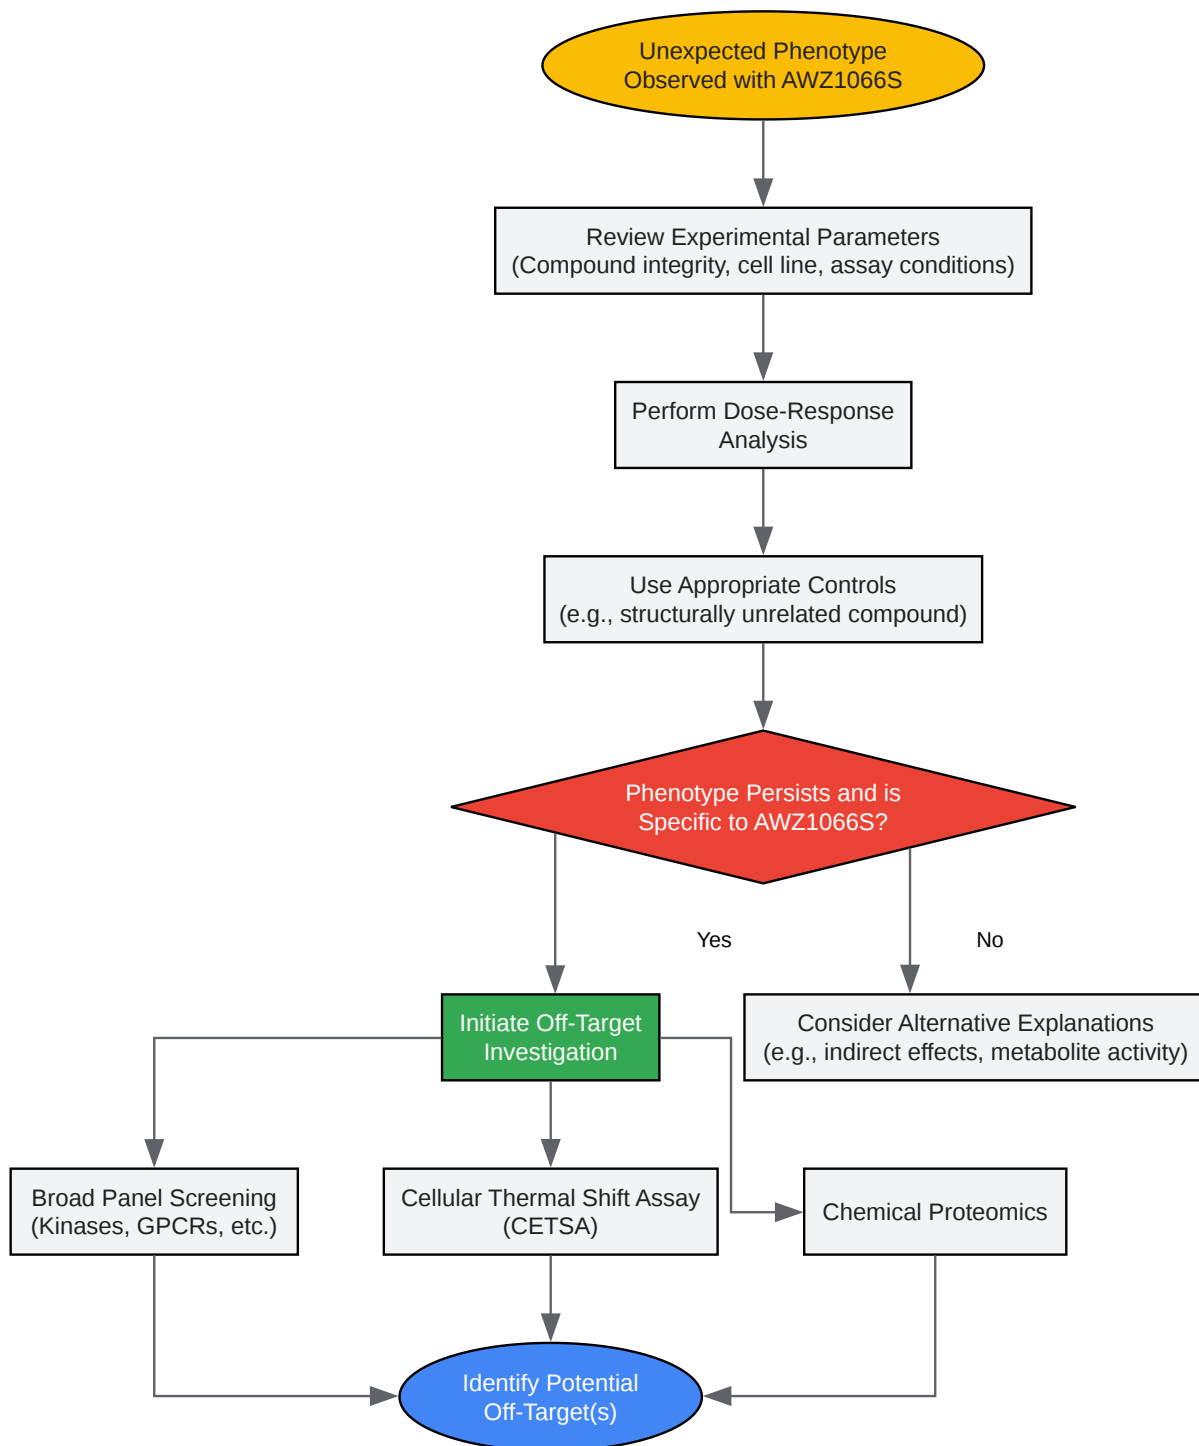 Unexpected Phenotype
Observed with AWZ1066S
Review Experimental Parameters
(Compound integrity, cell line, assay conditions)
Perform Dose-Response
Analysis
Use Appropriate Controls
(e.g., structurally unrelated compound)
Phenotype Persists and is
Specific to AWZ1066S?
Yes
No
Initiate Off-Target
Investigation
Consider Alternative Explanations
(e.g., indirect effects, metabolite activity)
Broad Panel Screening
(Kinases, GPCRs, etc.)
Cellular Thermal Shift Assay
(CETSA)
Chemical Proteomics
Identify Potential
Off-Target(s)